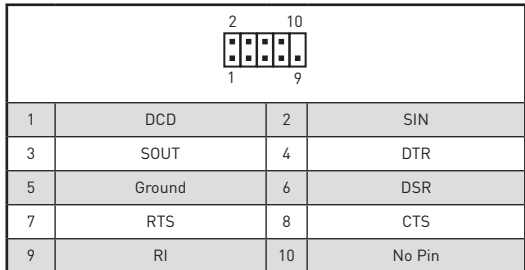 2 10
1 9
1 DCD 2 SIN
3 SOUT 4 DTR
5 Ground 6 DSR
7 RTS 8 CTS
9 RI 10 No Pin